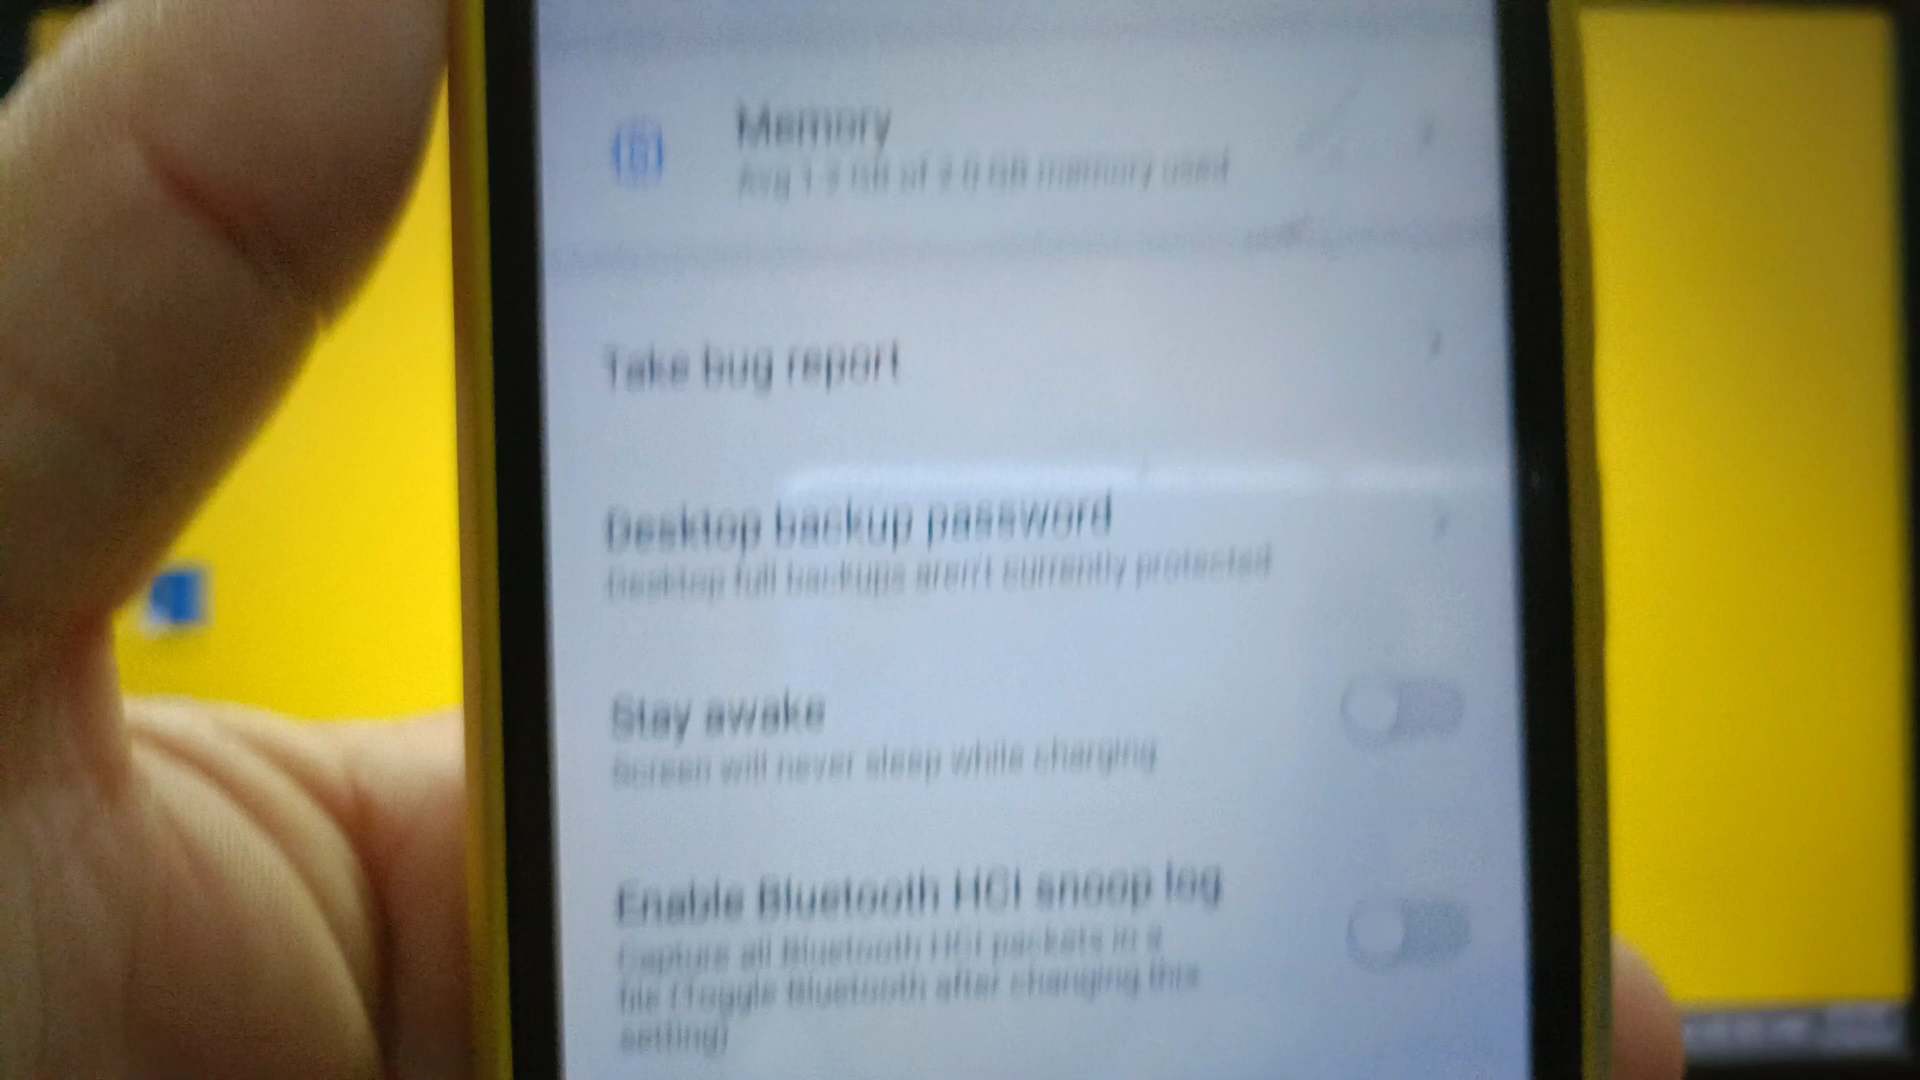 Memory
Avg 1.2 GB of 2.0 GB memory used
Take bug report
Desktop backup password
Desktop full backups aren't currently protected
Stay awake
Screen will never sleep while charging
Enable Bluetooth HCI snoop log
Capture all Bluetooth HCI packets in a
file (Toggle Bluetooth after changing this
setting)